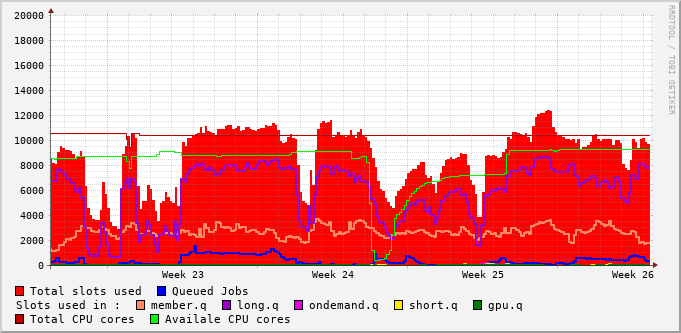 RRDTOOL / TOBI OETIKER
20000
18000
16000
14000
12000
10000
8000
6000
4000
2000
0
Week 23 Week 24 Week 25 Week 26
Total slots used Queued Jobs
Slots used in : member.q long.q ondemand.q short.q gpu.q
Total CPU cores Availale CPU cores